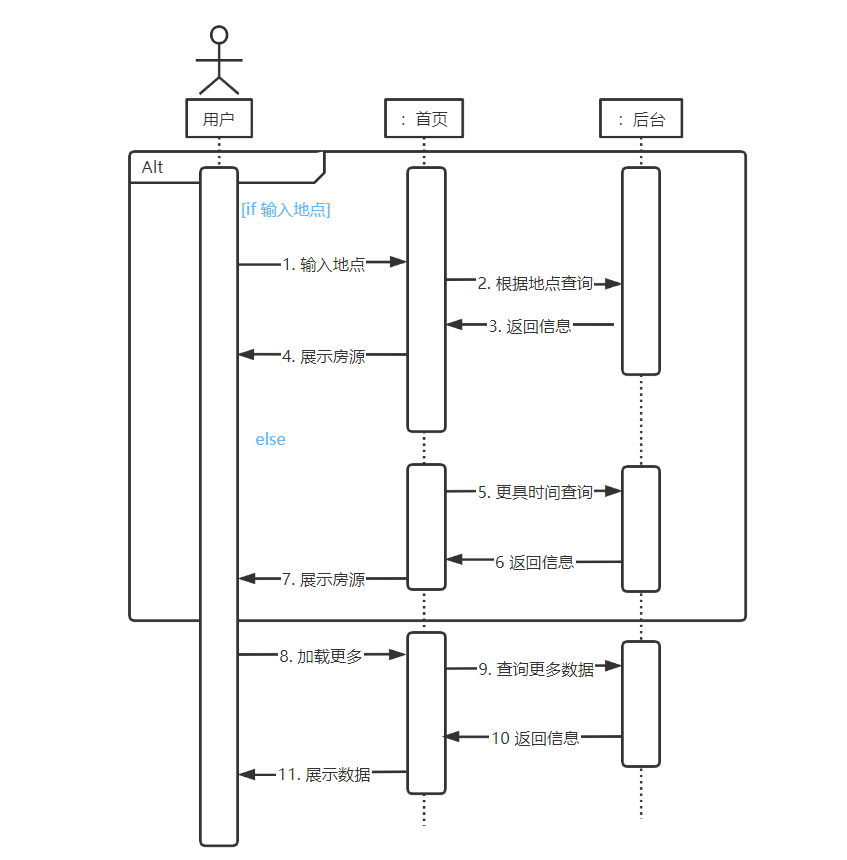 用户
：首页
：后台
Alt
[if 输入地点]
1. 输入地点
2. 根据地点查询
3. 返回信息
4. 展示房源
else
5. 更具时间查询
6 返回信息
7. 展示房源
8. 加载更多
9. 查询更多数据
10 返回信息
11. 展示数据